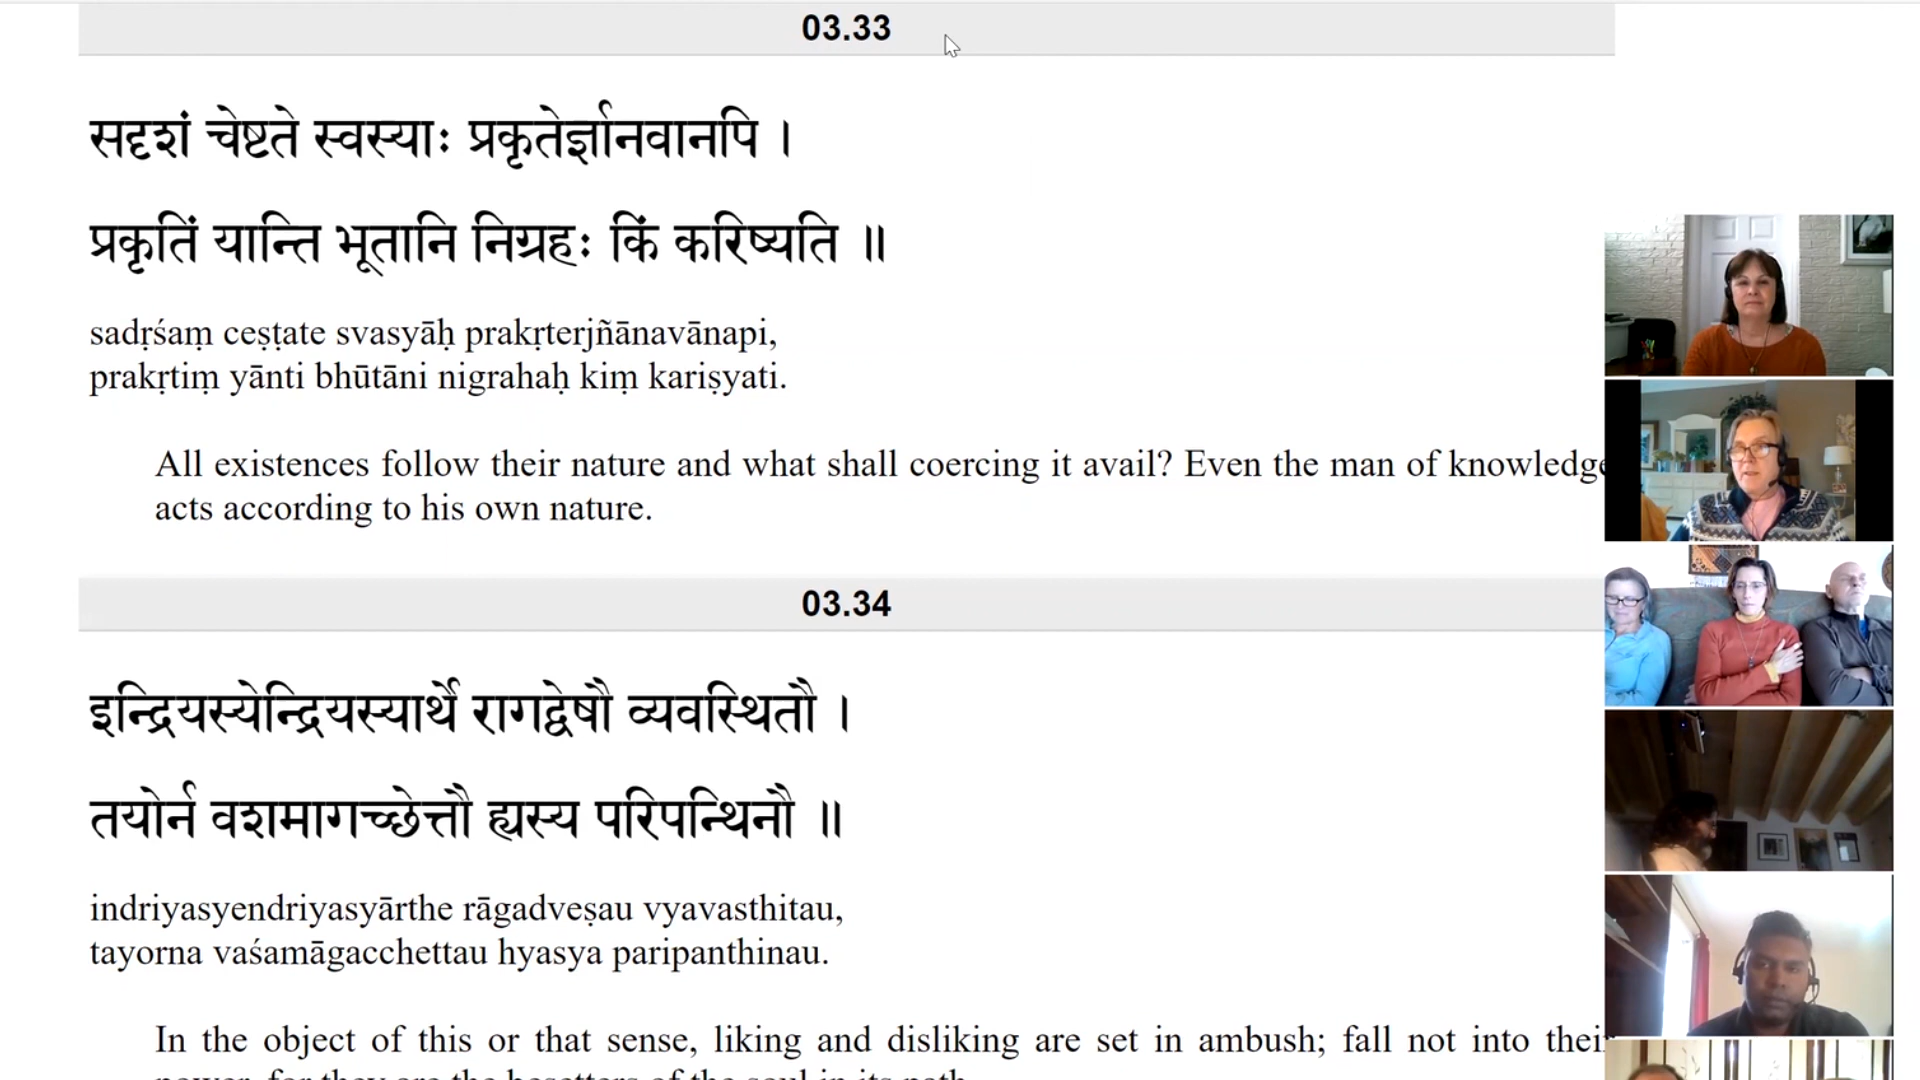 03.33
सदृशं चेष्टते स्वस्याः प्रकृतेर्ज्ञानवानपि ।
प्रकृतिं यान्ति भूतानि निग्रहः किं करिष्यति ॥
sadṛśaṃ ceṣṭate svasyāḥ prakṛterjñānavānapi,
prakṛtiṃ yānti bhūtāni nigrahaḥ kiṃ kariṣyati.
All existences follow their nature and what shall coercing it avail? Even the man of knowledge
acts according to his own nature.
03.34
इन्द्रियस्येन्द्रियस्यार्थे रागद्वेषौ व्यवस्थितौ ।
तयोर्न वशमागच्छेत्तौ ह्यस्य परिपन्थिनौ ॥
indriyasyendriyasyārthe rāgadveṣau vyavasthitau,
tayorna vaśamāgacchettau hyasya paripanthinau.
In the object of this or that sense, liking and disliking are set in ambush; fall not into their